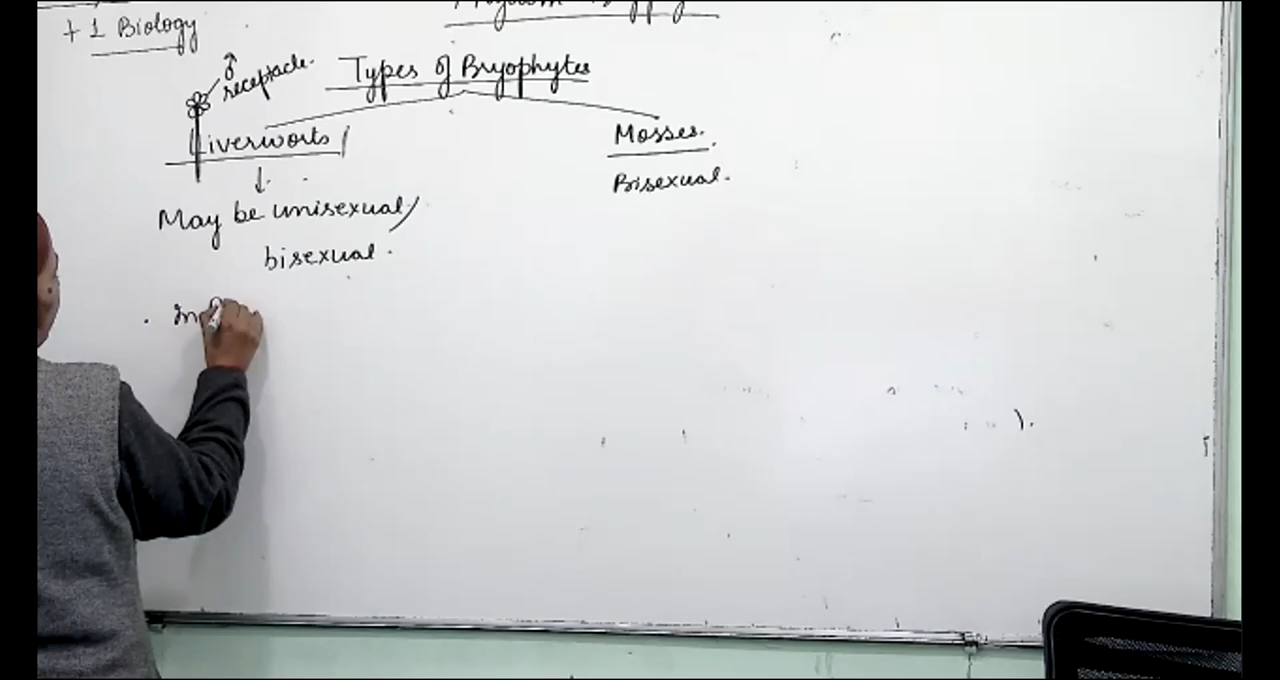 + 1 Biology
♂
receptacle.
Types of Bryophytes
Liverworts
Mosses.
↓
Bisexual.
May be unisexual/
bisexual.